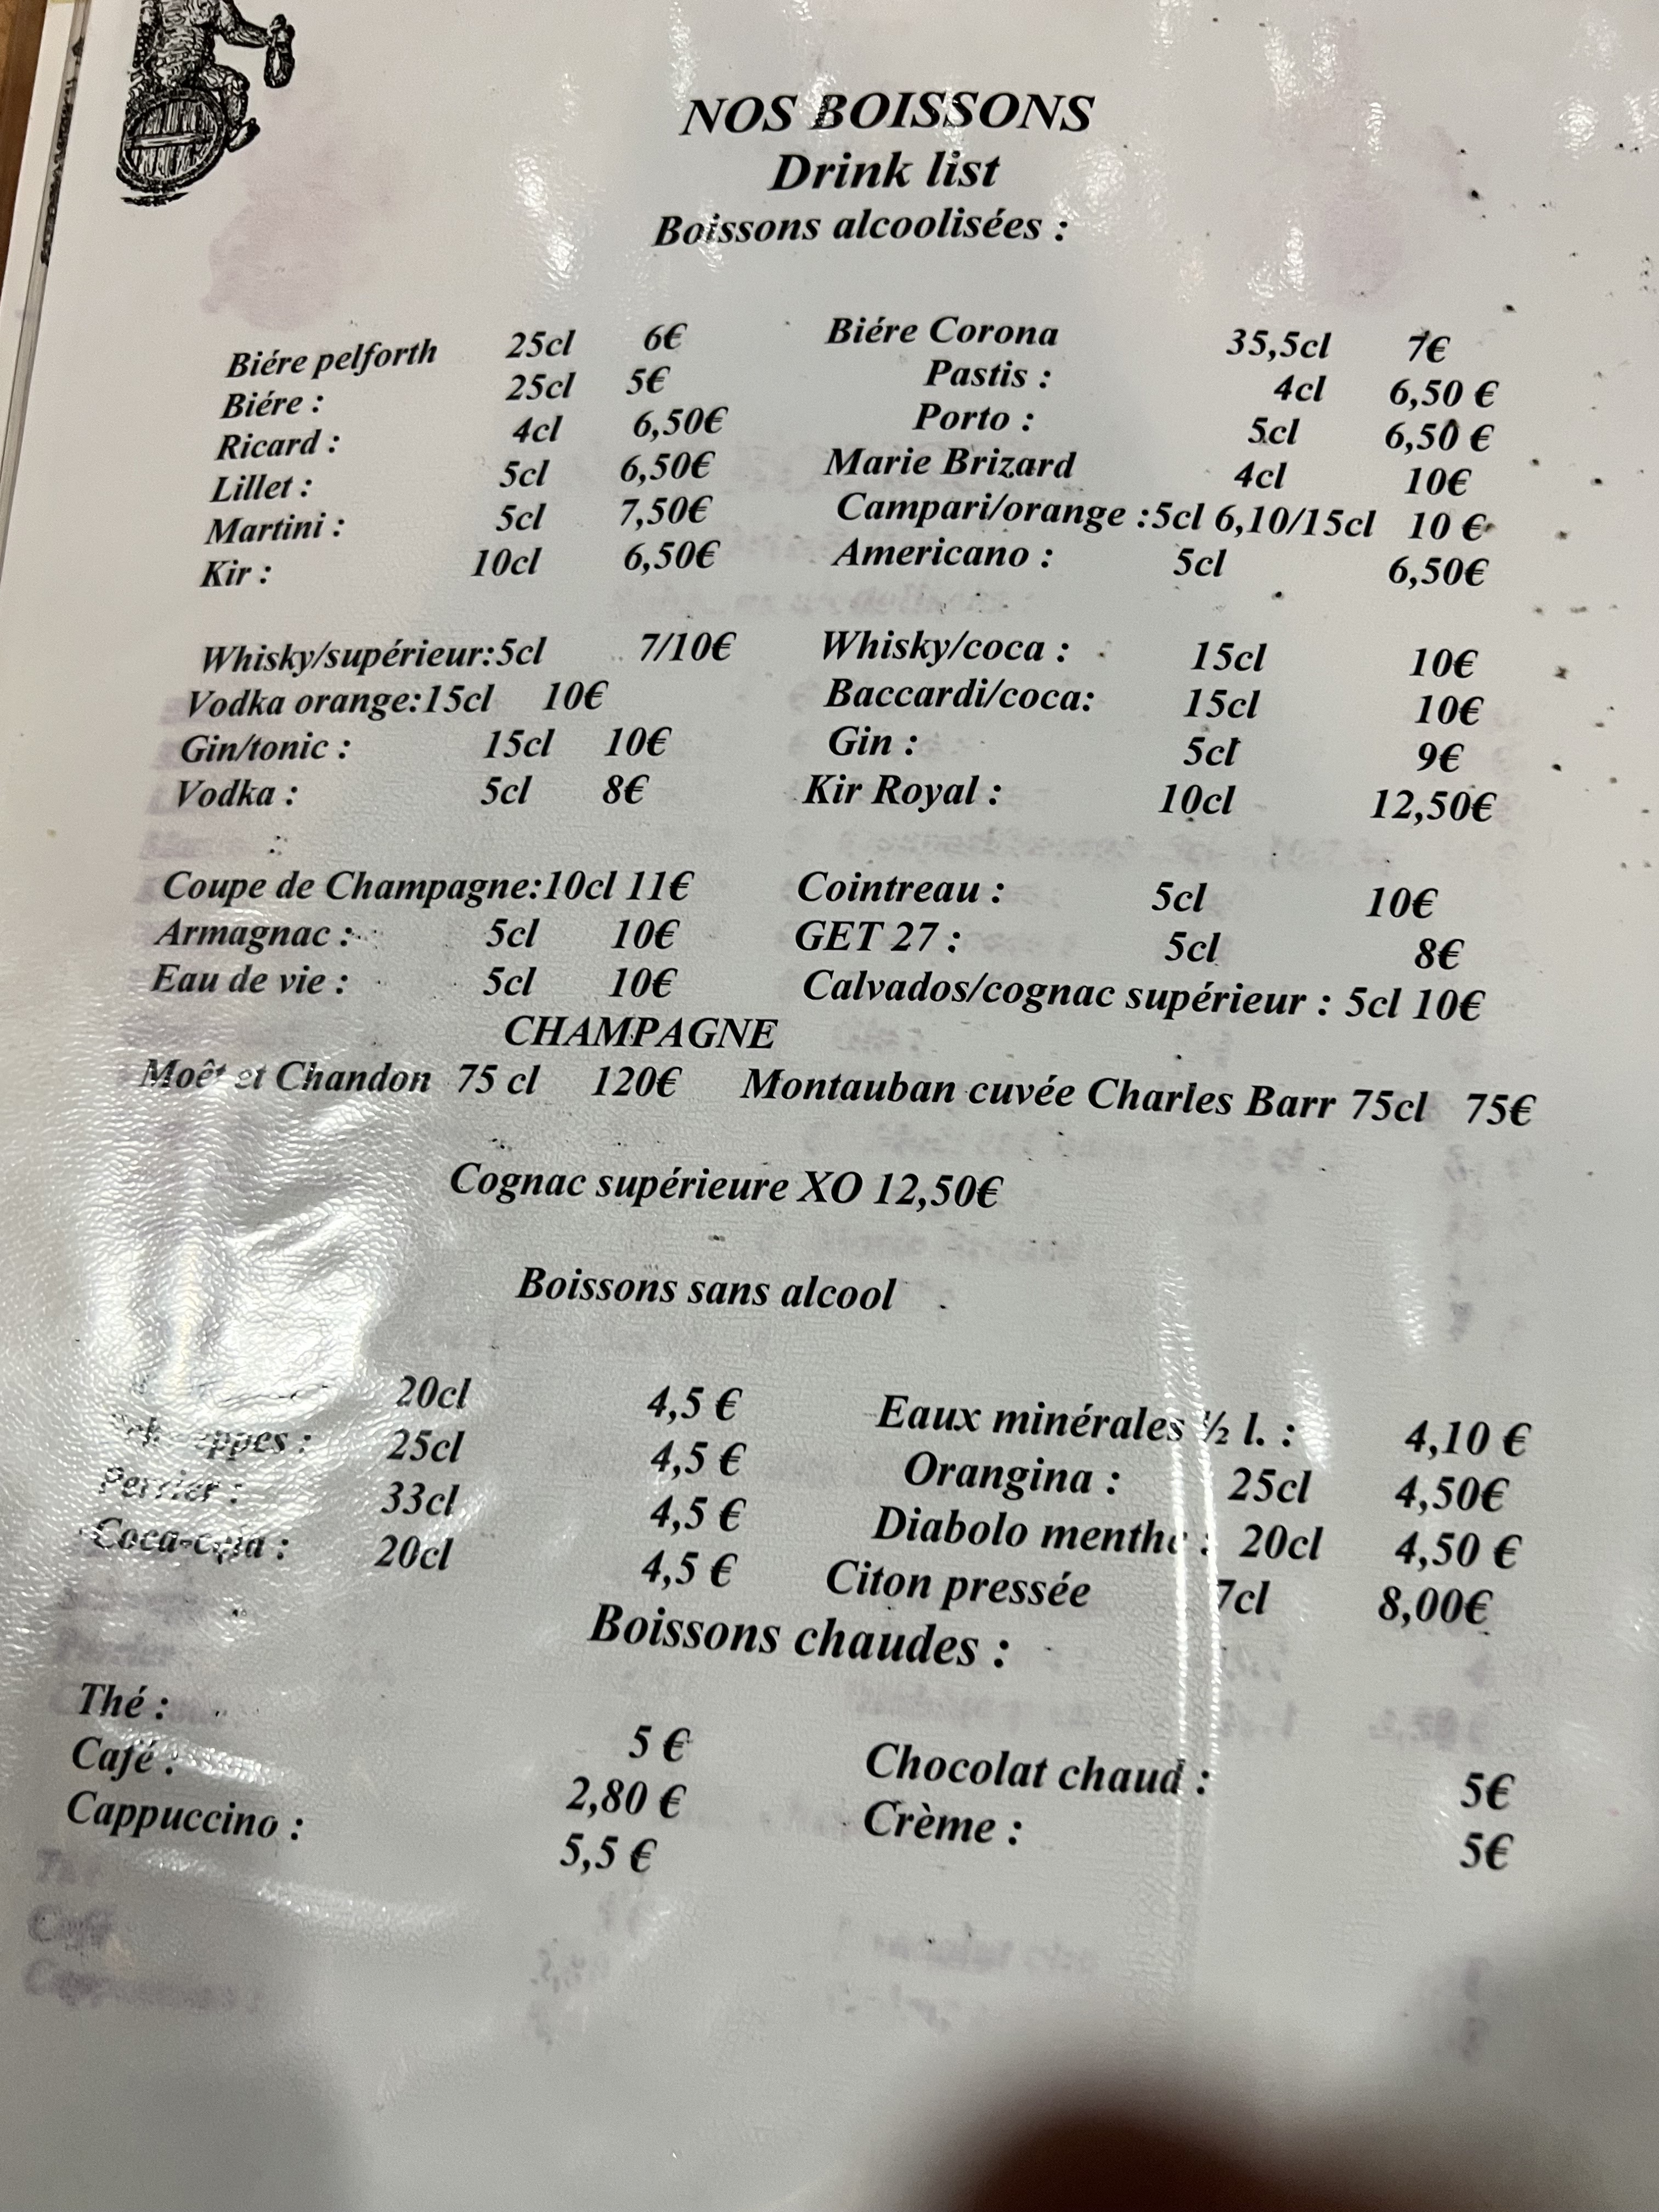 NOS BOISSONS
Drink list
Boissons alcoolisées :
Biére pelforth 25cl 6€ Biére Corona 35,5cl 7€
Biére : 25cl 5€ Pastis : 4cl 6,50 €
Ricard : 4cl 6,50€ Porto : 5cl 6,50 €
Lillet : 5cl 6,50€ Marie Brizard 4cl 10€
Martini : 5cl 7,50€ Campari/orange :5cl 6,10/15cl 10 €
Kir : 10cl 6,50€ Americano : 5cl 6,50€
Whisky/supérieur:5cl 7/10€ Whisky/coca : 15cl 10€
Vodka orange:15cl 10€ Baccardi/coca: 15cl 10€
Gin/tonic : 15cl 10€ Gin : 5cl 9€
Vodka : 5cl 8€ Kir Royal : 10cl 12,50€
Coupe de Champagne:10cl 11€ Cointreau : 5cl 10€
Armagnac : 5cl 10€ GET 27 : 5cl 8€
Eau de vie : 5cl 10€ Calvados/cognac supérieur : 5cl 10€
CHAMPAGNE
Moêt et Chandon 75 cl 120€ Montauban cuvée Charles Barr 75cl 75€
Cognac supérieure XO 12,50€
Boissons sans alcool
20cl 4,5 € Eaux minérales ½ l. : 4,10 €
25cl 4,5 € Orangina : 25cl 4,50€
Perrier : 33cl 4,5 € Diabolo menthe : 20cl 4,50 €
Coca-cola : 20cl 4,5 € Citon pressée 7cl 8,00€
Boissons chaudes :
Thé : 5 € Chocolat chaud : 5€
Café : 2,80 € Crème : 5€
Cappuccino : 5,5 €